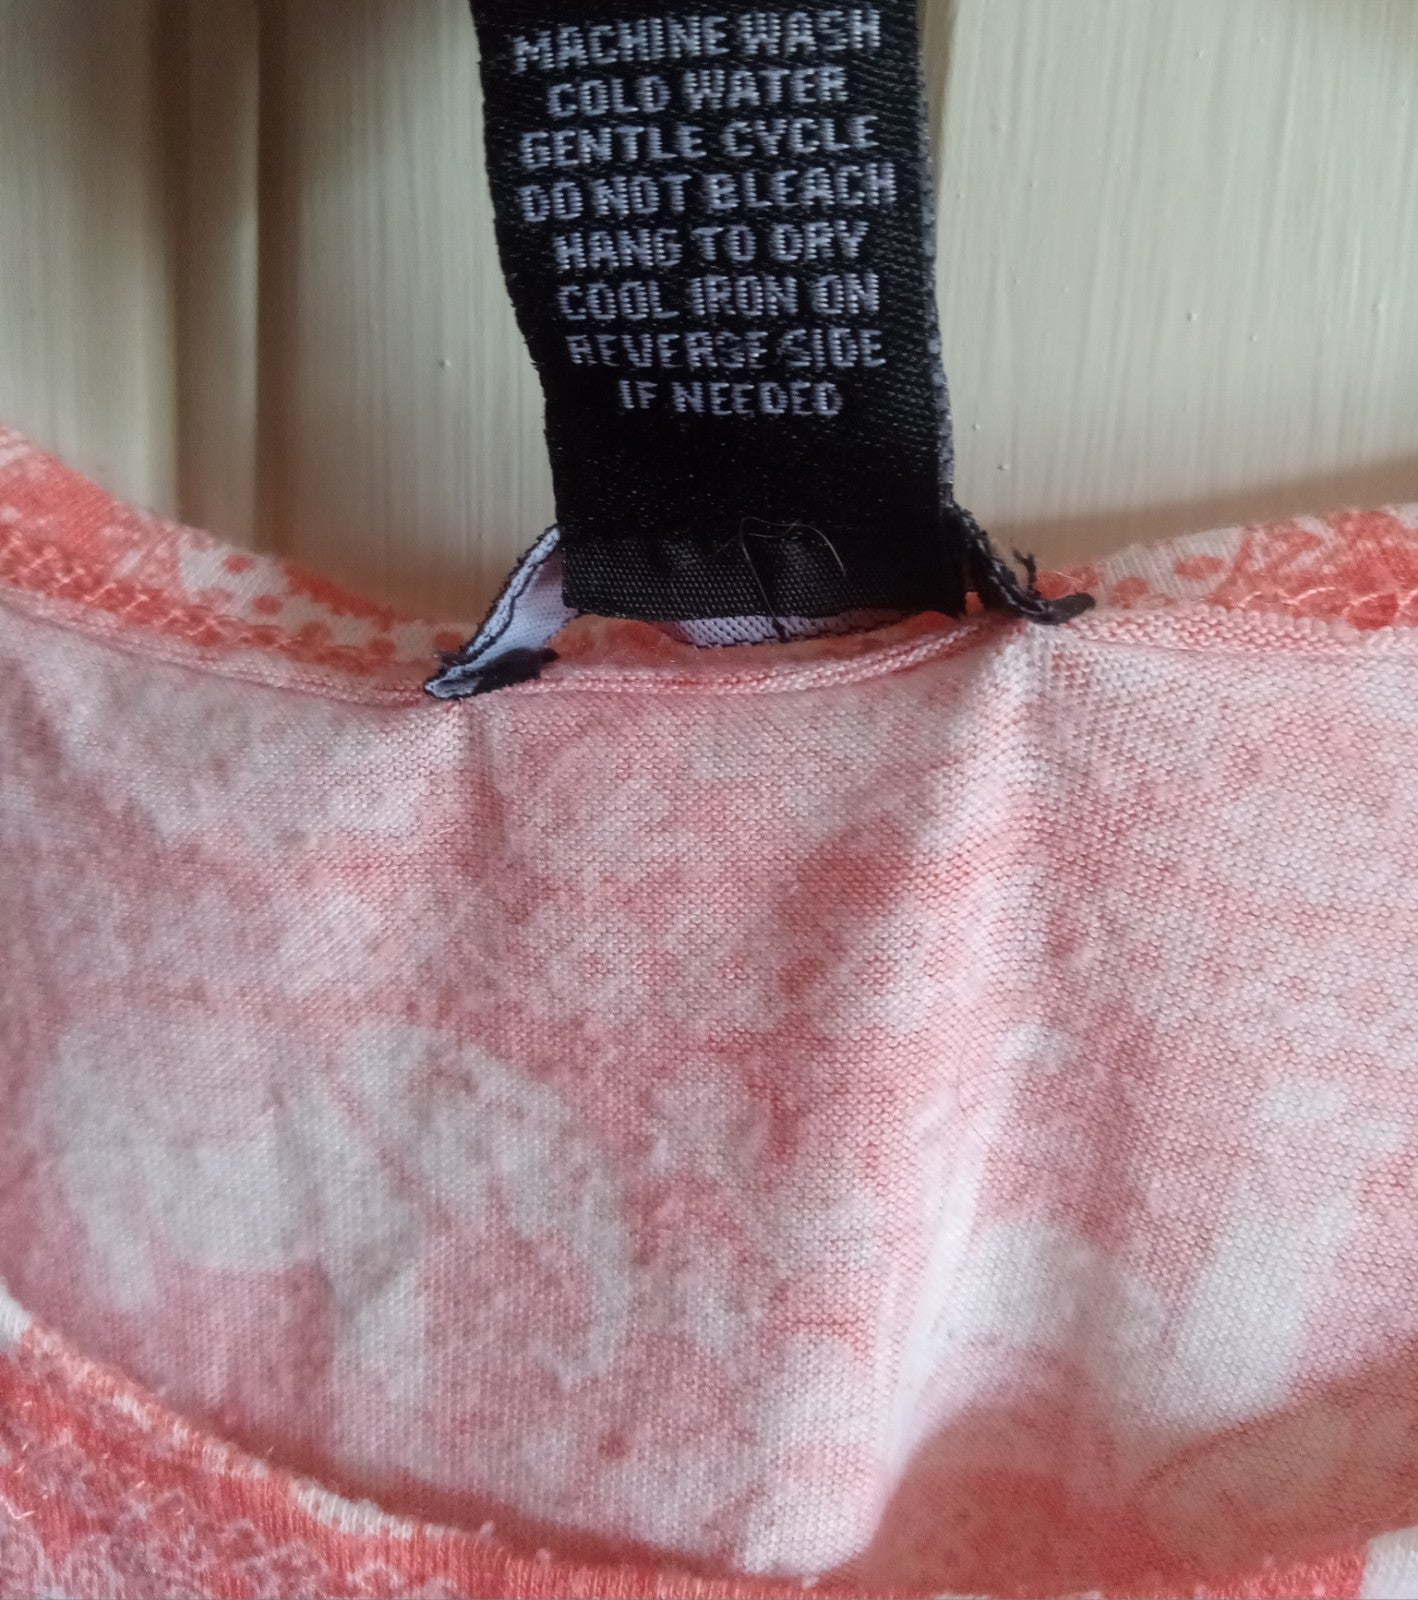 MACHINE WASH
COLD WATER
GENTLE CYCLE
DO NOT BLEACH
HANG TO DRY
COOL IRON ON
REVERSE SIDE
IF NEEDED